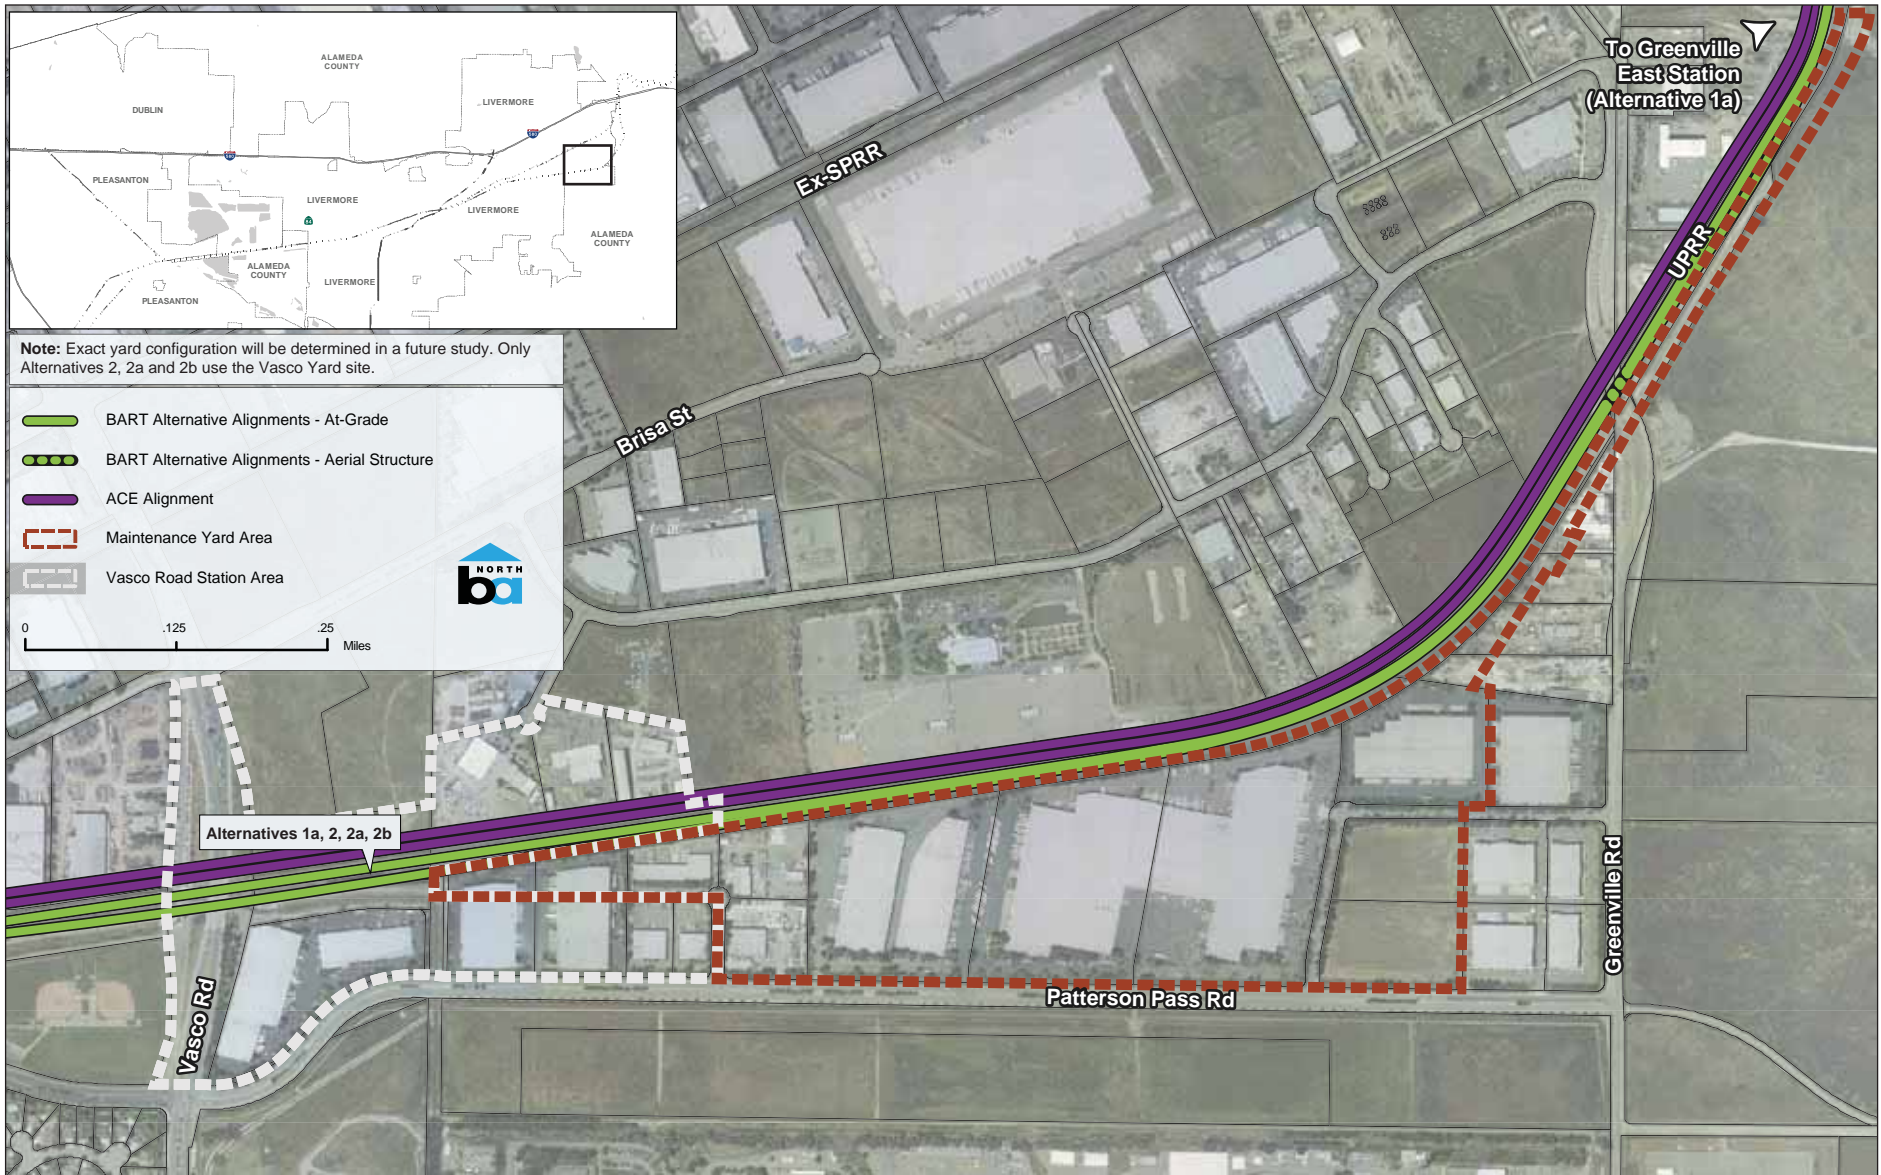 ALAMEDA
COUNTY
DUBLIN
LIVERMORE
580
580
PLEASANTON
LIVERMORE
84
LIVERMORE
ALAMEDA
COUNTY
ALAMEDA
COUNTY
LIVERMORE
PLEASANTON
Note: Exact yard configuration will be determined in a future study. Only
Alternatives 2, 2a and 2b use the Vasco Yard site.
BART Alternative Alignments - At-Grade
BART Alternative Alignments - Aerial Structure
ACE Alignment
Maintenance Yard Area
Vasco Road Station Area
NORTH
ba
0 .125 .25
Miles
To Greenville
East Station
(Alternative 1a)
Ex-SPRR
UPRR
Brisa St
Alternatives 1a, 2, 2a, 2b
Greenville Rd
Vasco Rd
Patterson Pass Rd